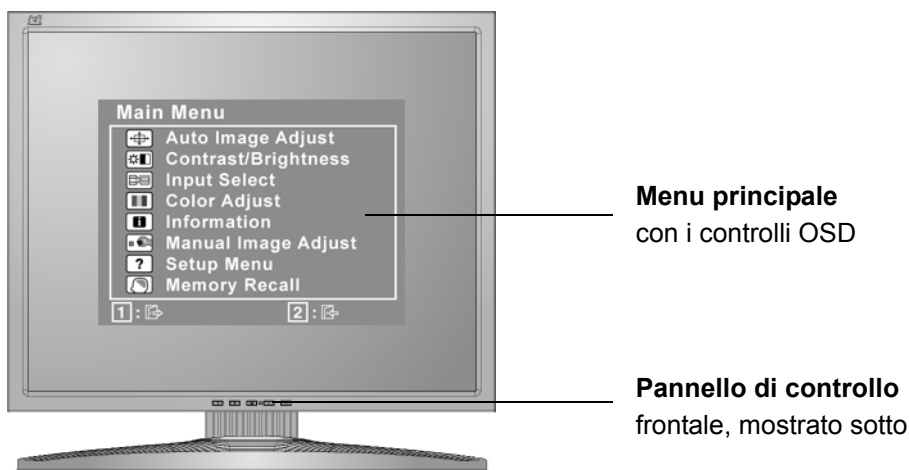 Main Menu
Auto Image Adjust
Contrast/Brightness
Input Select
Color Adjust
Information
Manual Image Adjust
? Setup Menu
Memory Recall
1 : 2 :
Menu principale
con i controlli OSD
Pannello di controllo
frontale, mostrato sotto